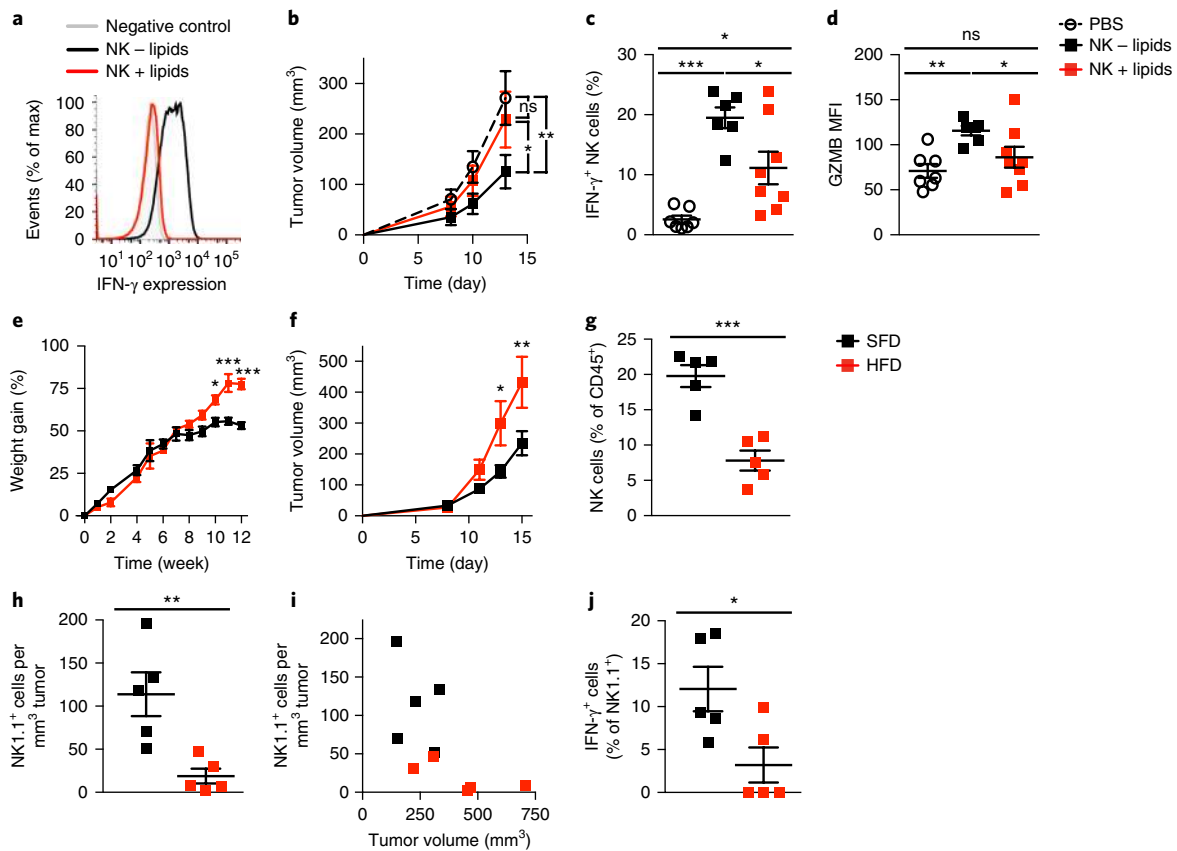 a
Negative control
NK – lipids
NK + lipids
Events (% of max)
100
80
60
40
20
0
10¹ 10² 10³ 10⁴ 10⁵
IFN-γ expression
b
Tumor volume (mm³)
300
200
100
0
ns
*
**
0 5 10 15
Time (day)
c
IFN-γ⁺ NK cells (%)
30
20
10
0
*
***
*
d
GZMB MFI
200
150
100
50
0
ns
**
*
PBS
NK – lipids
NK + lipids
e
Weight gain (%)
100
75
50
25
0
*
***
***
0 2 4 6 8 10 12
Time (week)
f
Tumor volume (mm³)
500
400
300
200
100
0
*
**
0 5 10 15
Time (day)
g
NK cells (% of CD45⁺)
25
20
15
10
5
0
***
SFD
HFD
h
NK1.1⁺ cells per
mm³ tumor
200
150
100
50
0
**
i
NK1.1⁺ cells per
mm³ tumor
200
150
100
50
0
0 250 500 750
Tumor volume (mm³)
j
IFN-γ⁺ cells
(% of NK1.1⁺)
20
15
10
5
0
*